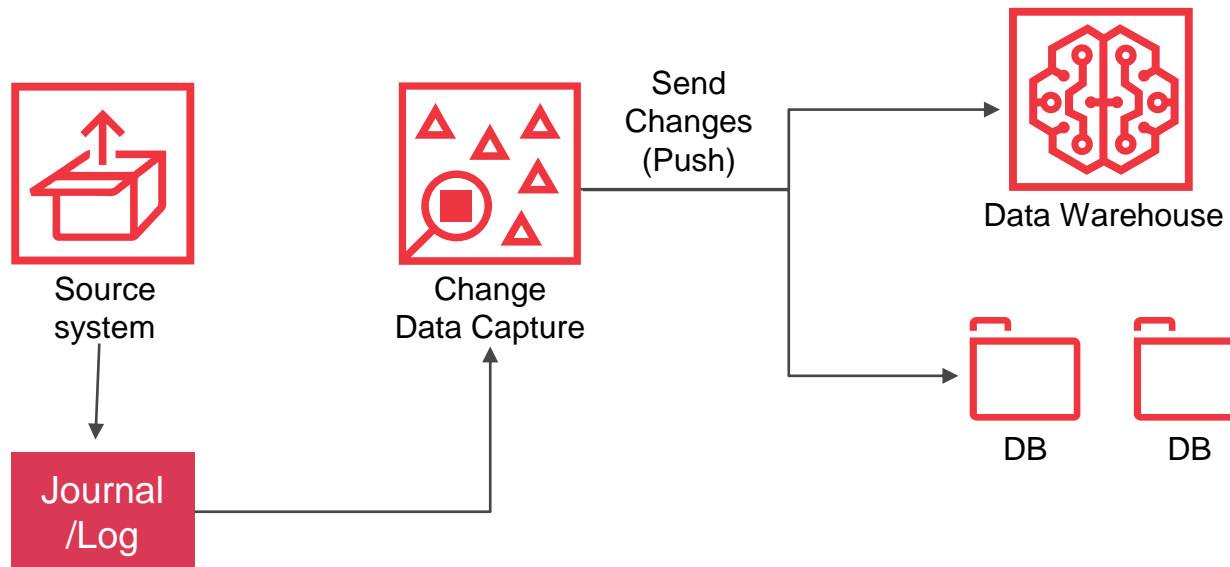 Source
system
Journal
/Log
Change
Data Capture
Send
Changes
(Push)
Data Warehouse
DB
DB